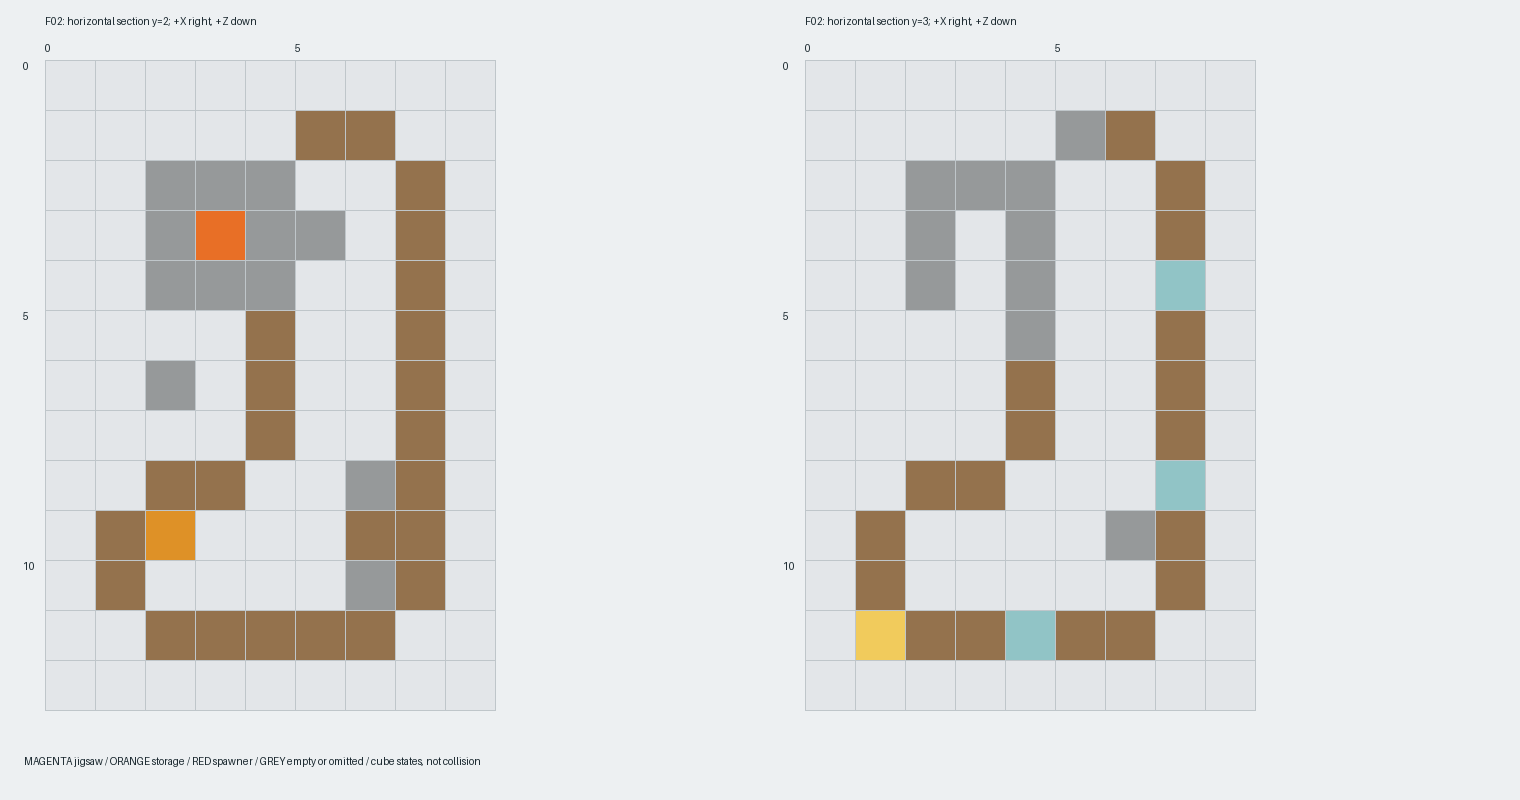 F02: horizontal section y=2; +X right, +Z down
F02: horizontal section y=3; +X right, +Z down
0 5
0 5
0
0
5
5
10
10
MAGENTA jigsaw / ORANGE storage / RED spawner / GREY empty or omitted / cube states, not collision